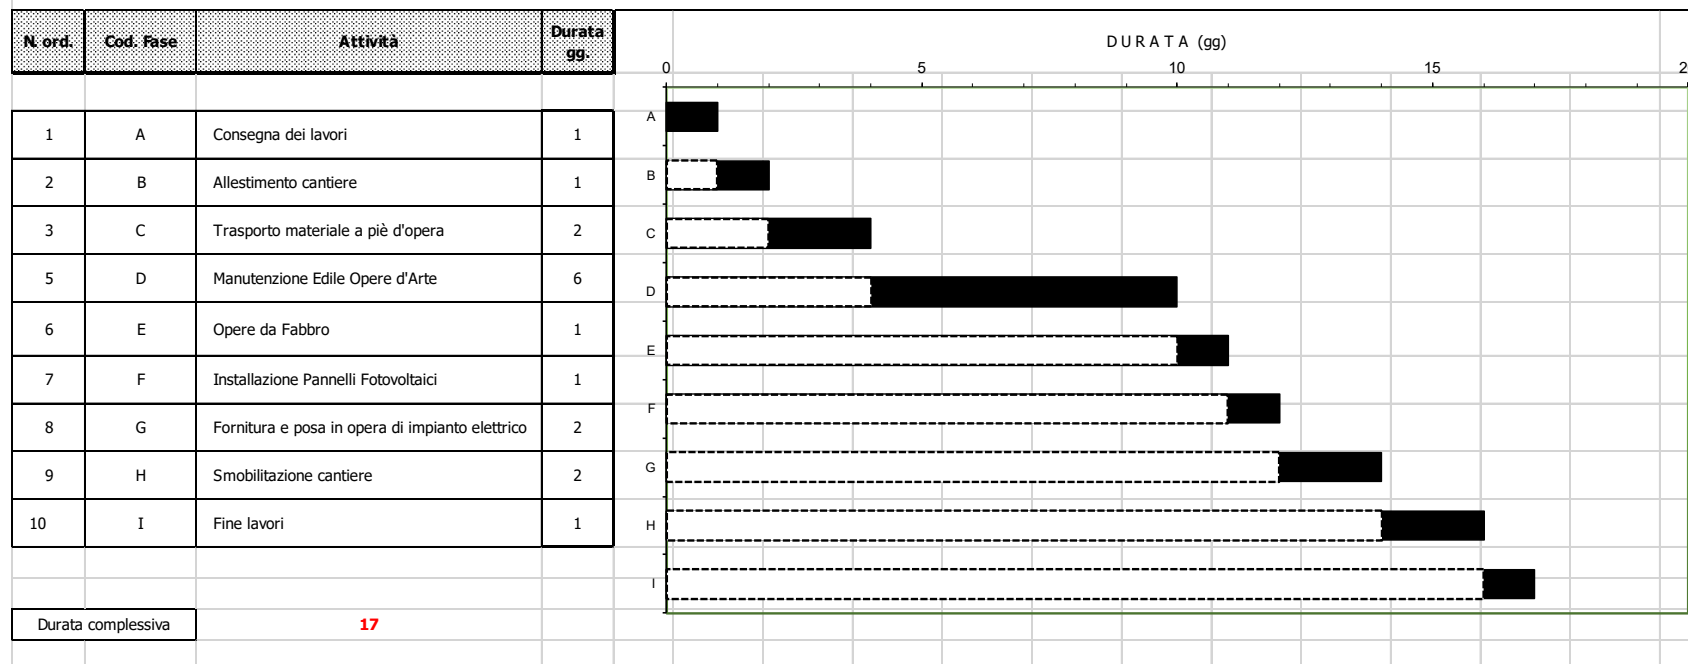 N. ord. Cod. Fase Attività Durata gg.
D U R A T A (gg)
0 5 10 15 2
1 A Consegna dei lavori 1
2 B Allestimento cantiere 1
3 C Trasporto materiale a piè d'opera 2
5 D Manutenzione Edile Opere d'Arte 6
6 E Opere da Fabbro 1
7 F Installazione Pannelli Fotovoltaici 1
8 G Fornitura e posa in opera di impianto elettrico 2
9 H Smobilitazione cantiere 2
10 I Fine lavori 1
Durata complessiva 17
A
B
C
D
E
F
G
H
I